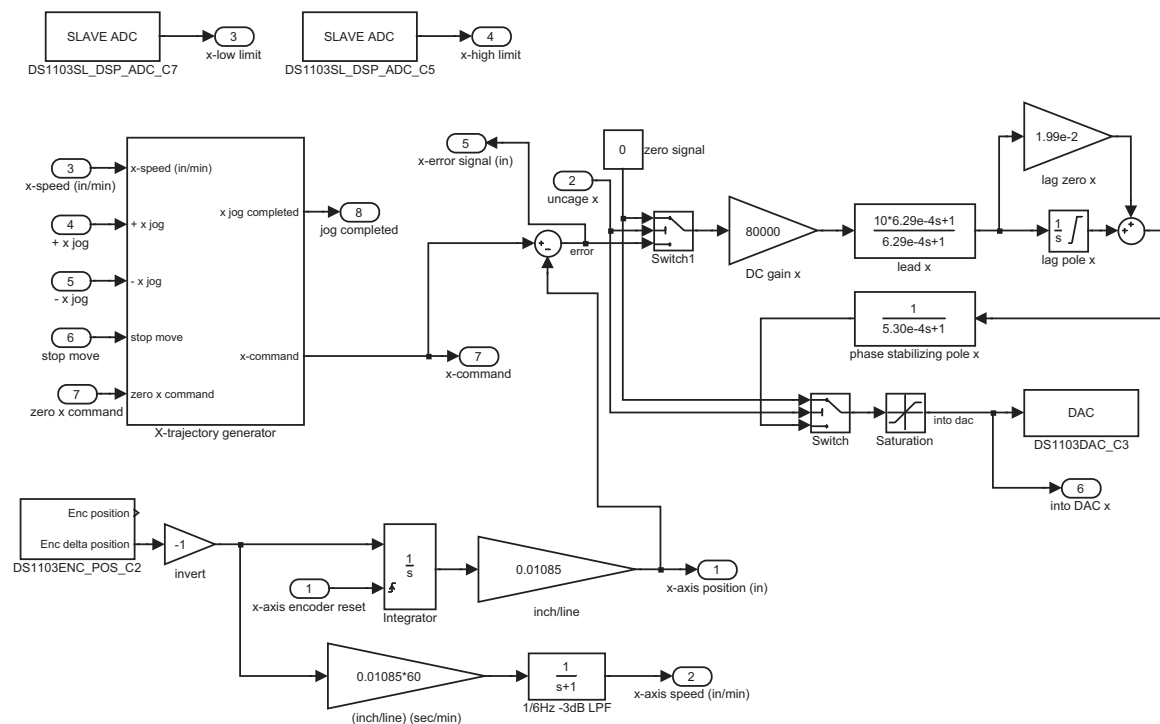 SLAVE ADC
3
x-low limit
DS1103SL_DSP_ADC_C7
SLAVE ADC
4
x-high limit
DS1103SL_DSP_ADC_C5
3
x-speed (in/min)
4
+ x jog
5
- x jog
6
stop move
7
zero x command
x-speed (in/min)
+ x jog
- x jog
stop move
zero x command
x jog completed
x-command
X-trajectory generator
8
jog completed
7
x-command
5
x-error signal (in)
0
zero signal
2
uncage x
+
-
error
Switch1
80000
DC gain x
10*6.29e-4s+1
6.29e-4s+1
lead x
1.99e-2
lag zero x
1
s
lag pole x
+
+
1
5.30e-4s+1
phase stabilizing pole x
Switch
Saturation
into dac
DAC
DS1103DAC_C3
6
into DAC x
Enc position
Enc delta position
DS1103ENC_POS_C2
-1
invert
1
x-axis encoder reset
1
s
Integrator
0.01085
inch/line
1
x-axis position (in)
0.01085*60
(inch/line) (sec/min)
1
s+1
1/6Hz -3dB LPF
2
x-axis speed (in/min)